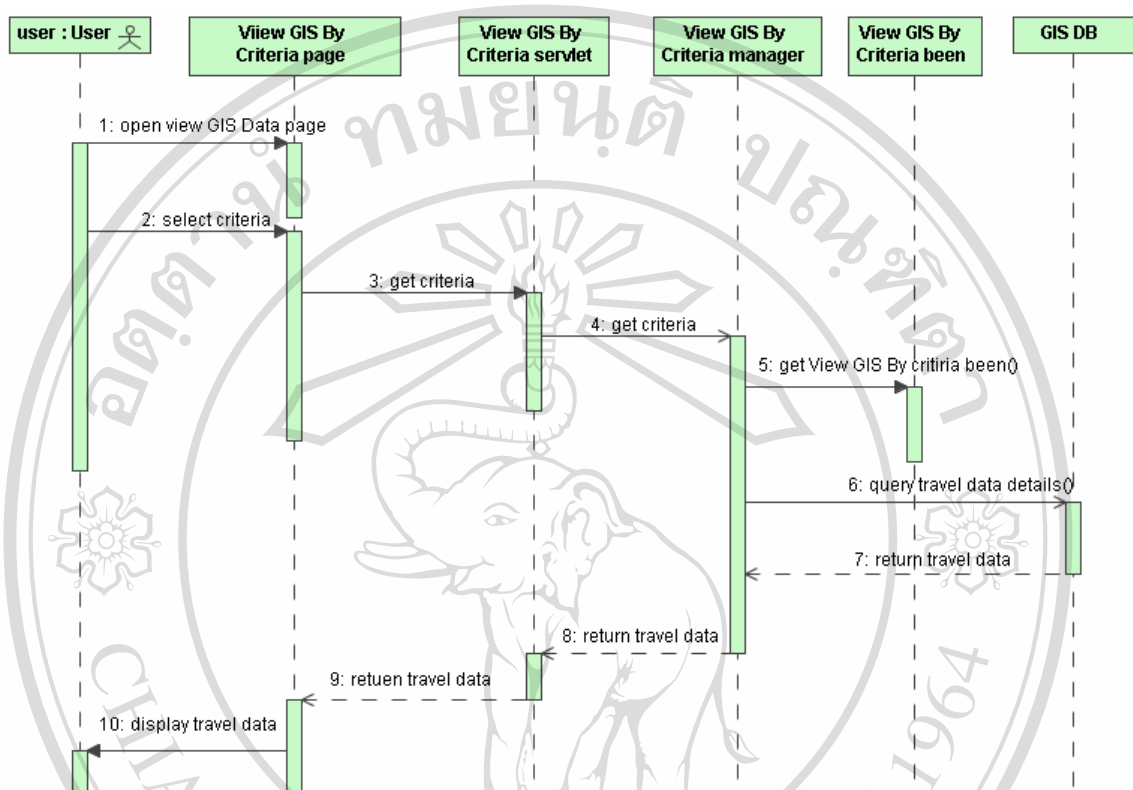 user : User
Viiew GIS By
Criteria page
View GIS By
Criteria servlet
View GIS By
Criteria manager
View GIS By
Criteria been
GIS DB
1: open view GIS Data page
2: select criteria
3: get criteria
4: get criteria
5: get View GIS By critiria been()
6: query travel data details()
7: return travel data
8: return travel data
9: retuen travel data
10: display travel data
1964